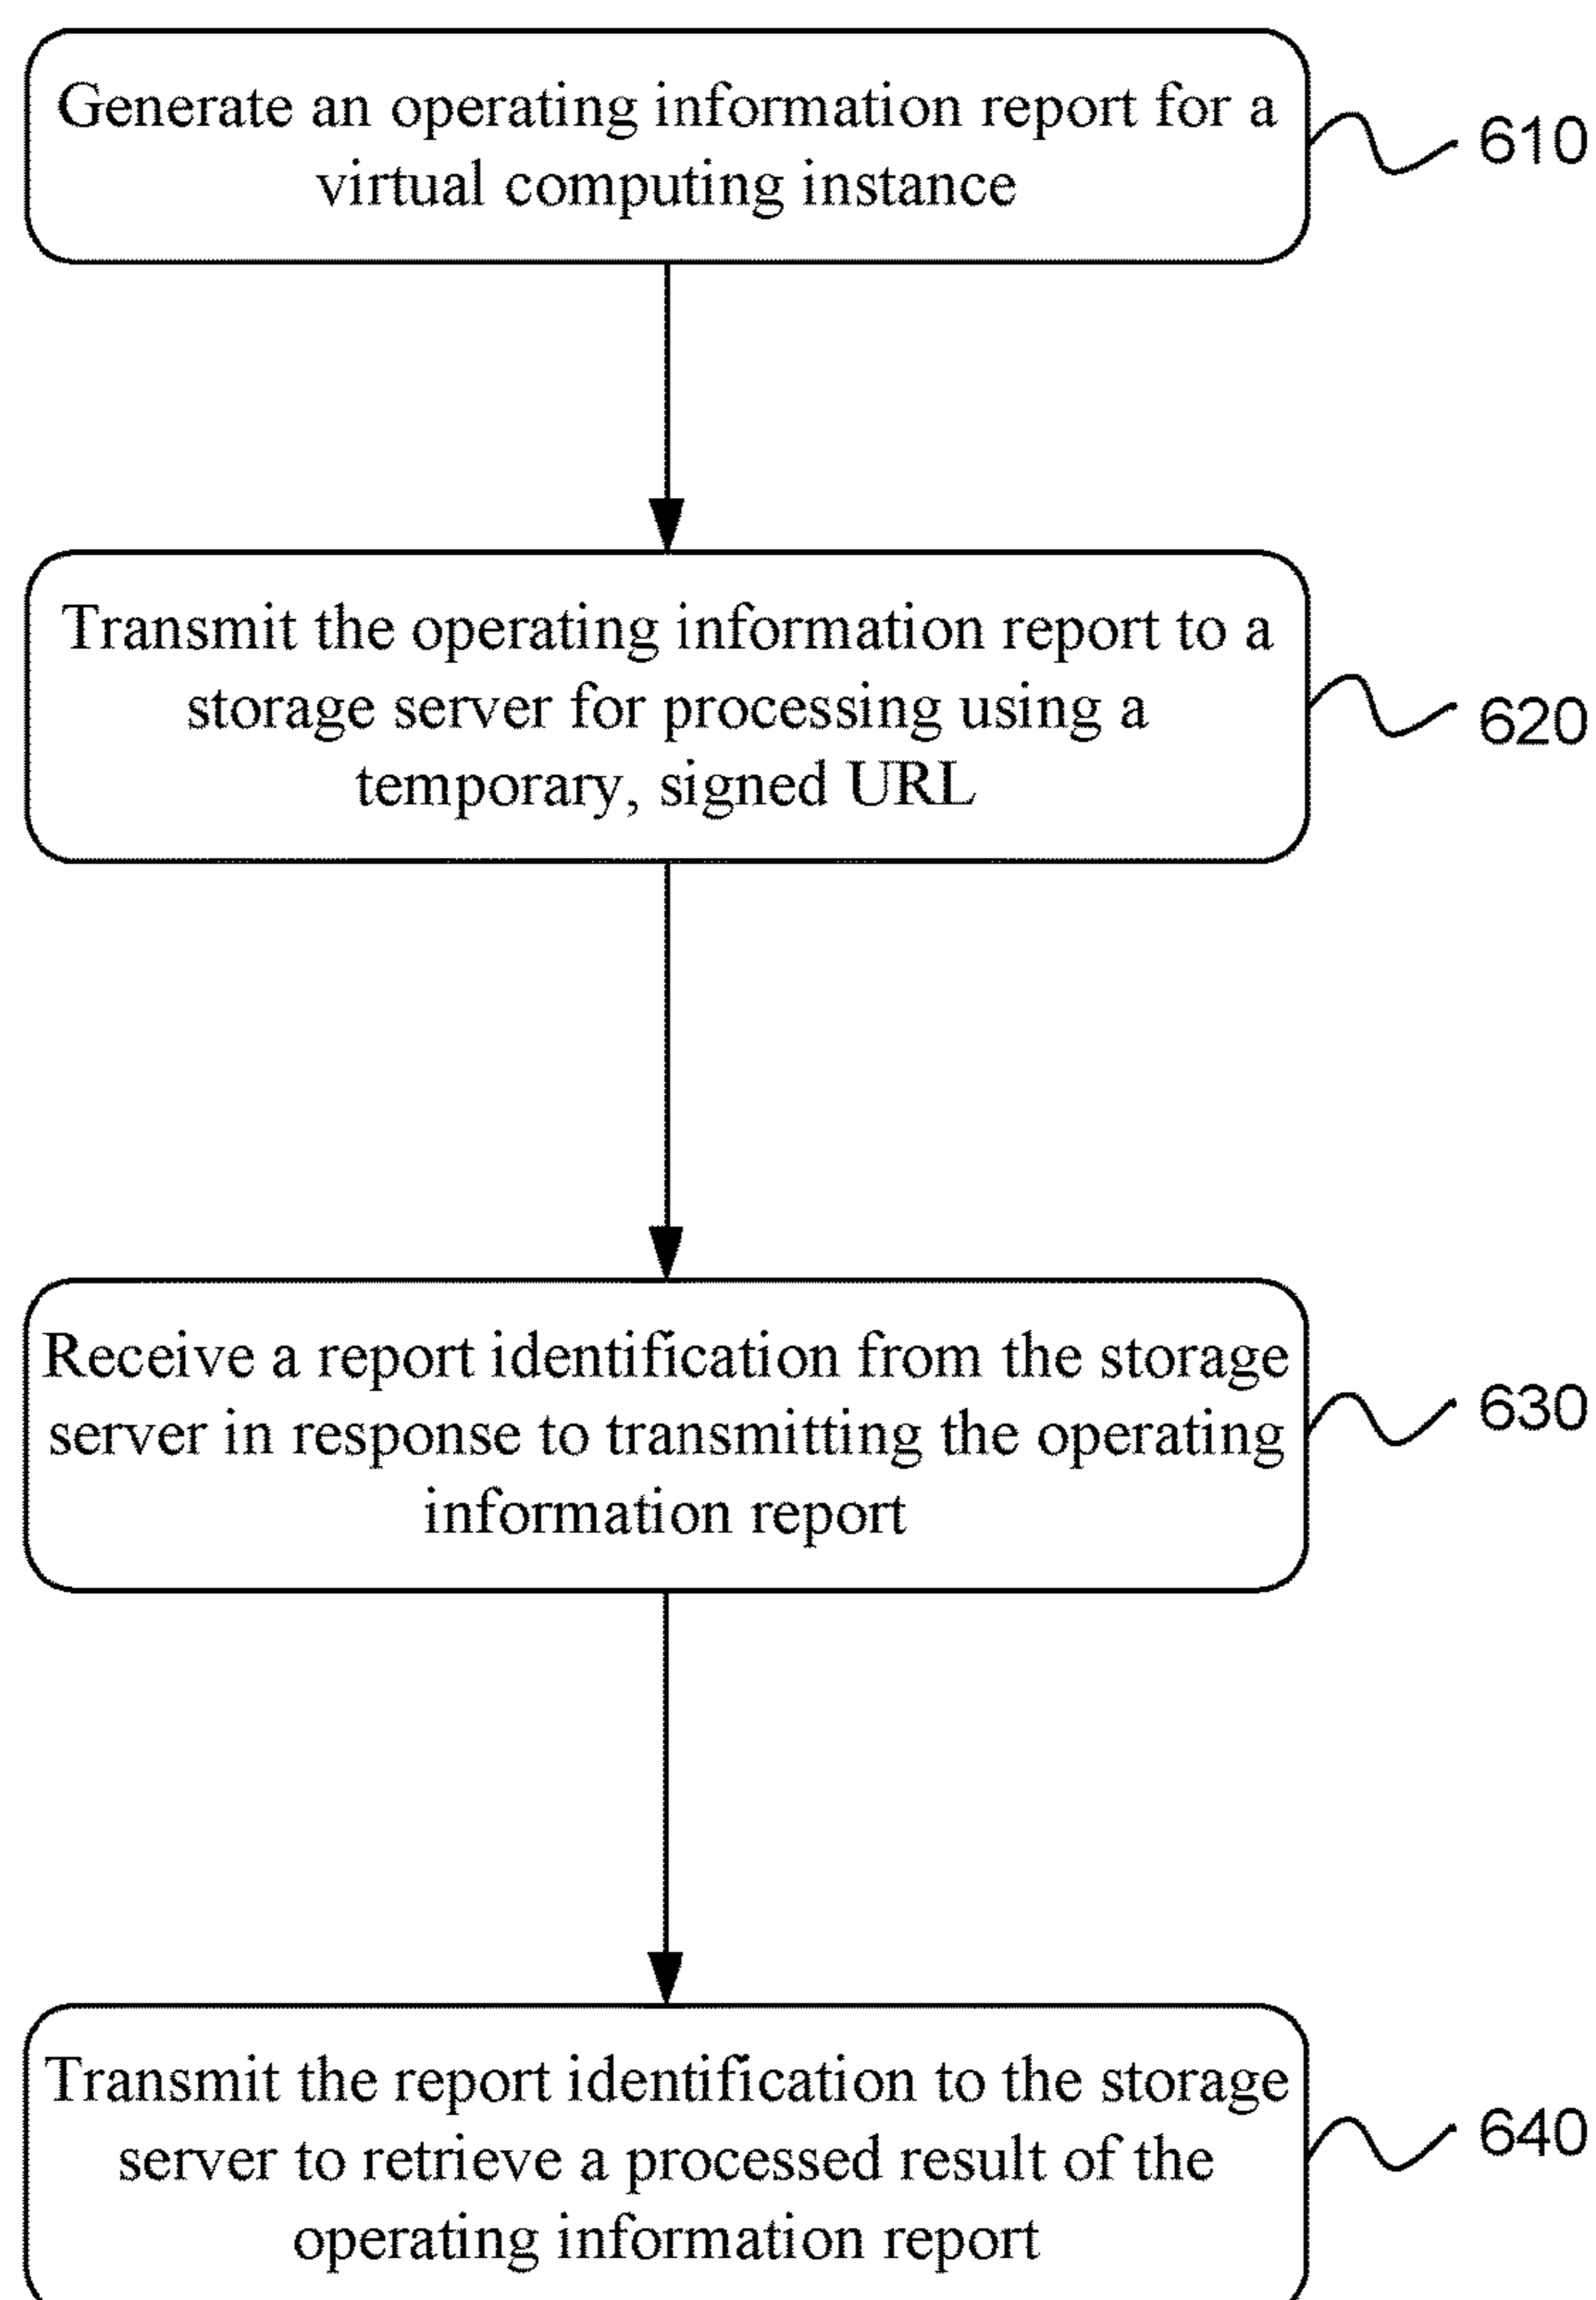 Generate an operating information report for a
virtual computing instance
610
Transmit the operating information report to a
storage server for processing using a
temporary, signed URL
620
Receive a report identification from the storage
server in response to transmitting the operating
information report
630
Transmit the report identification to the storage
server to retrieve a processed result of the
operating information report
640